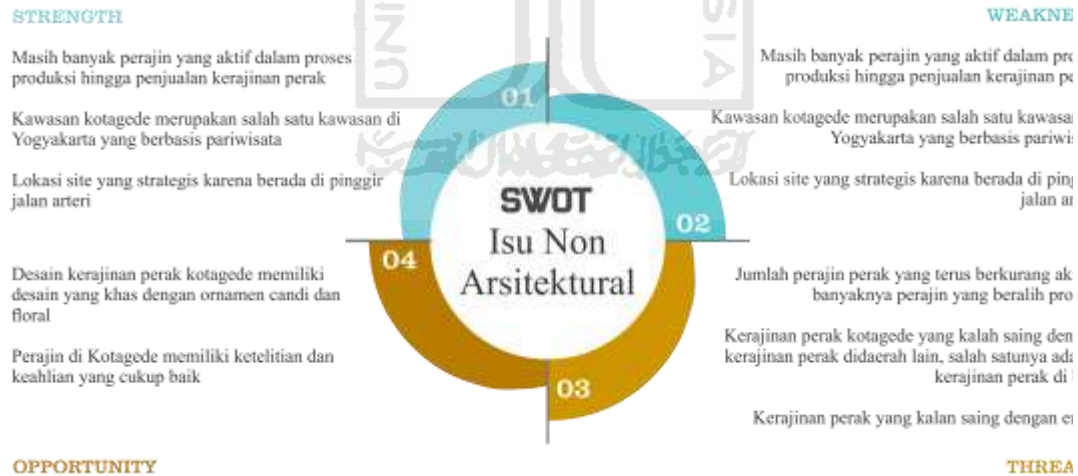 STRENGTH
Masih banyak perajin yang aktif dalam proses
produksi hingga penjualan kerajinan perak
Kawasan kotagede merupakan salah satu kawasan di
Yogyakarta yang berbasis pariwisata
Lokasi site yang strategis karena berada di pinggir
jalan arteri
WEAKNE
Masih banyak perajin yang aktif dalam pro
produksi hingga penjualan kerajinan pe
Kawasan kotagede merupakan salah satu kawasan
Yogyakarta yang berbasis pariwis
Lokasi site yang strategis karena berada di ping
jalan ar
UNI
SIA
01
02
SWOT
Isu Non
Arsitektural
04
03
Desain kerajinan perak kotagede memiliki
desain yang khas dengan ornamen candi dan
floral
Perajin di Kotagede memiliki ketelitian dan
keahlian yang cukup baik
OPPORTUNITY
Jumlah perajin perak yang terus berkurang ak
banyaknya perajin yang beralih pro
Kerajinan perak kotagede yang kalah saing den
kerajinan perak didaerah lain, salah satunya ada
kerajinan perak di
Kerajinan perak yang kalan saing dengan e
THREA